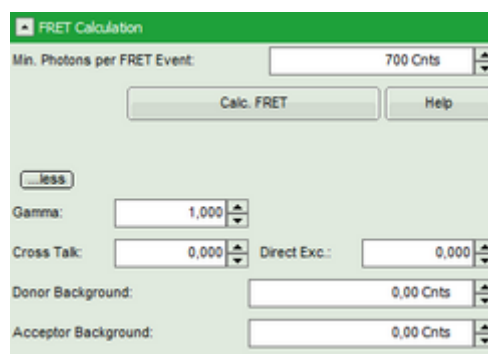 FRET Calculation
Min. Photons per FRET Event: 700 Cnts
Calc. FRET Help
...less
Gamma: 1,000
Cross Talk: 0,000 Direct Exc.: 0,000
Donor Background: 0,00 Cnts
Acceptor Background: 0,00 Cnts